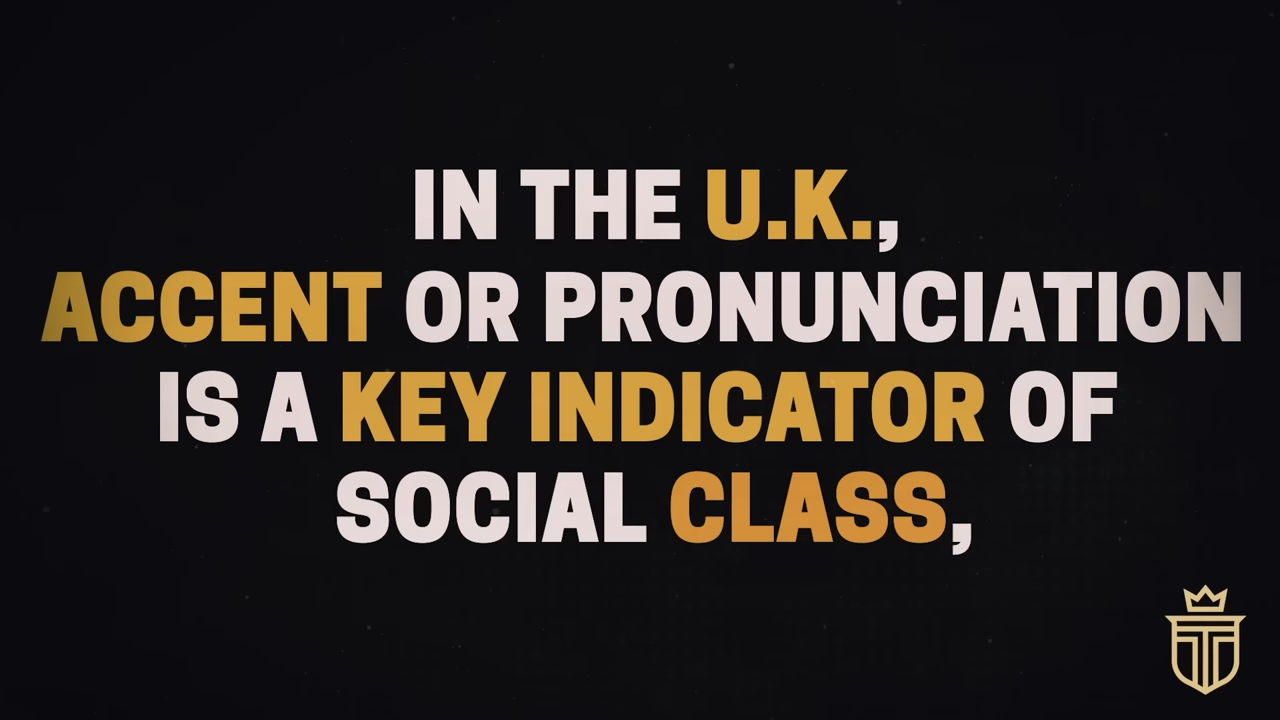 IN THE U.K.,
ACCENT OR PRONUNCIATION
IS A KEY INDICATOR OF
SOCIAL CLASS,